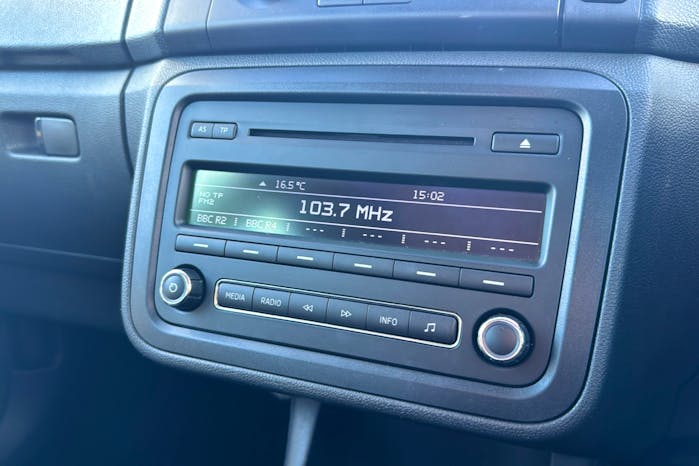 AS TP
16.5°C 15:02
NO TP
FM2
103.7 MHz
BBC R2 BBC R4 --- --- --- ---
MEDIA RADIO INFO